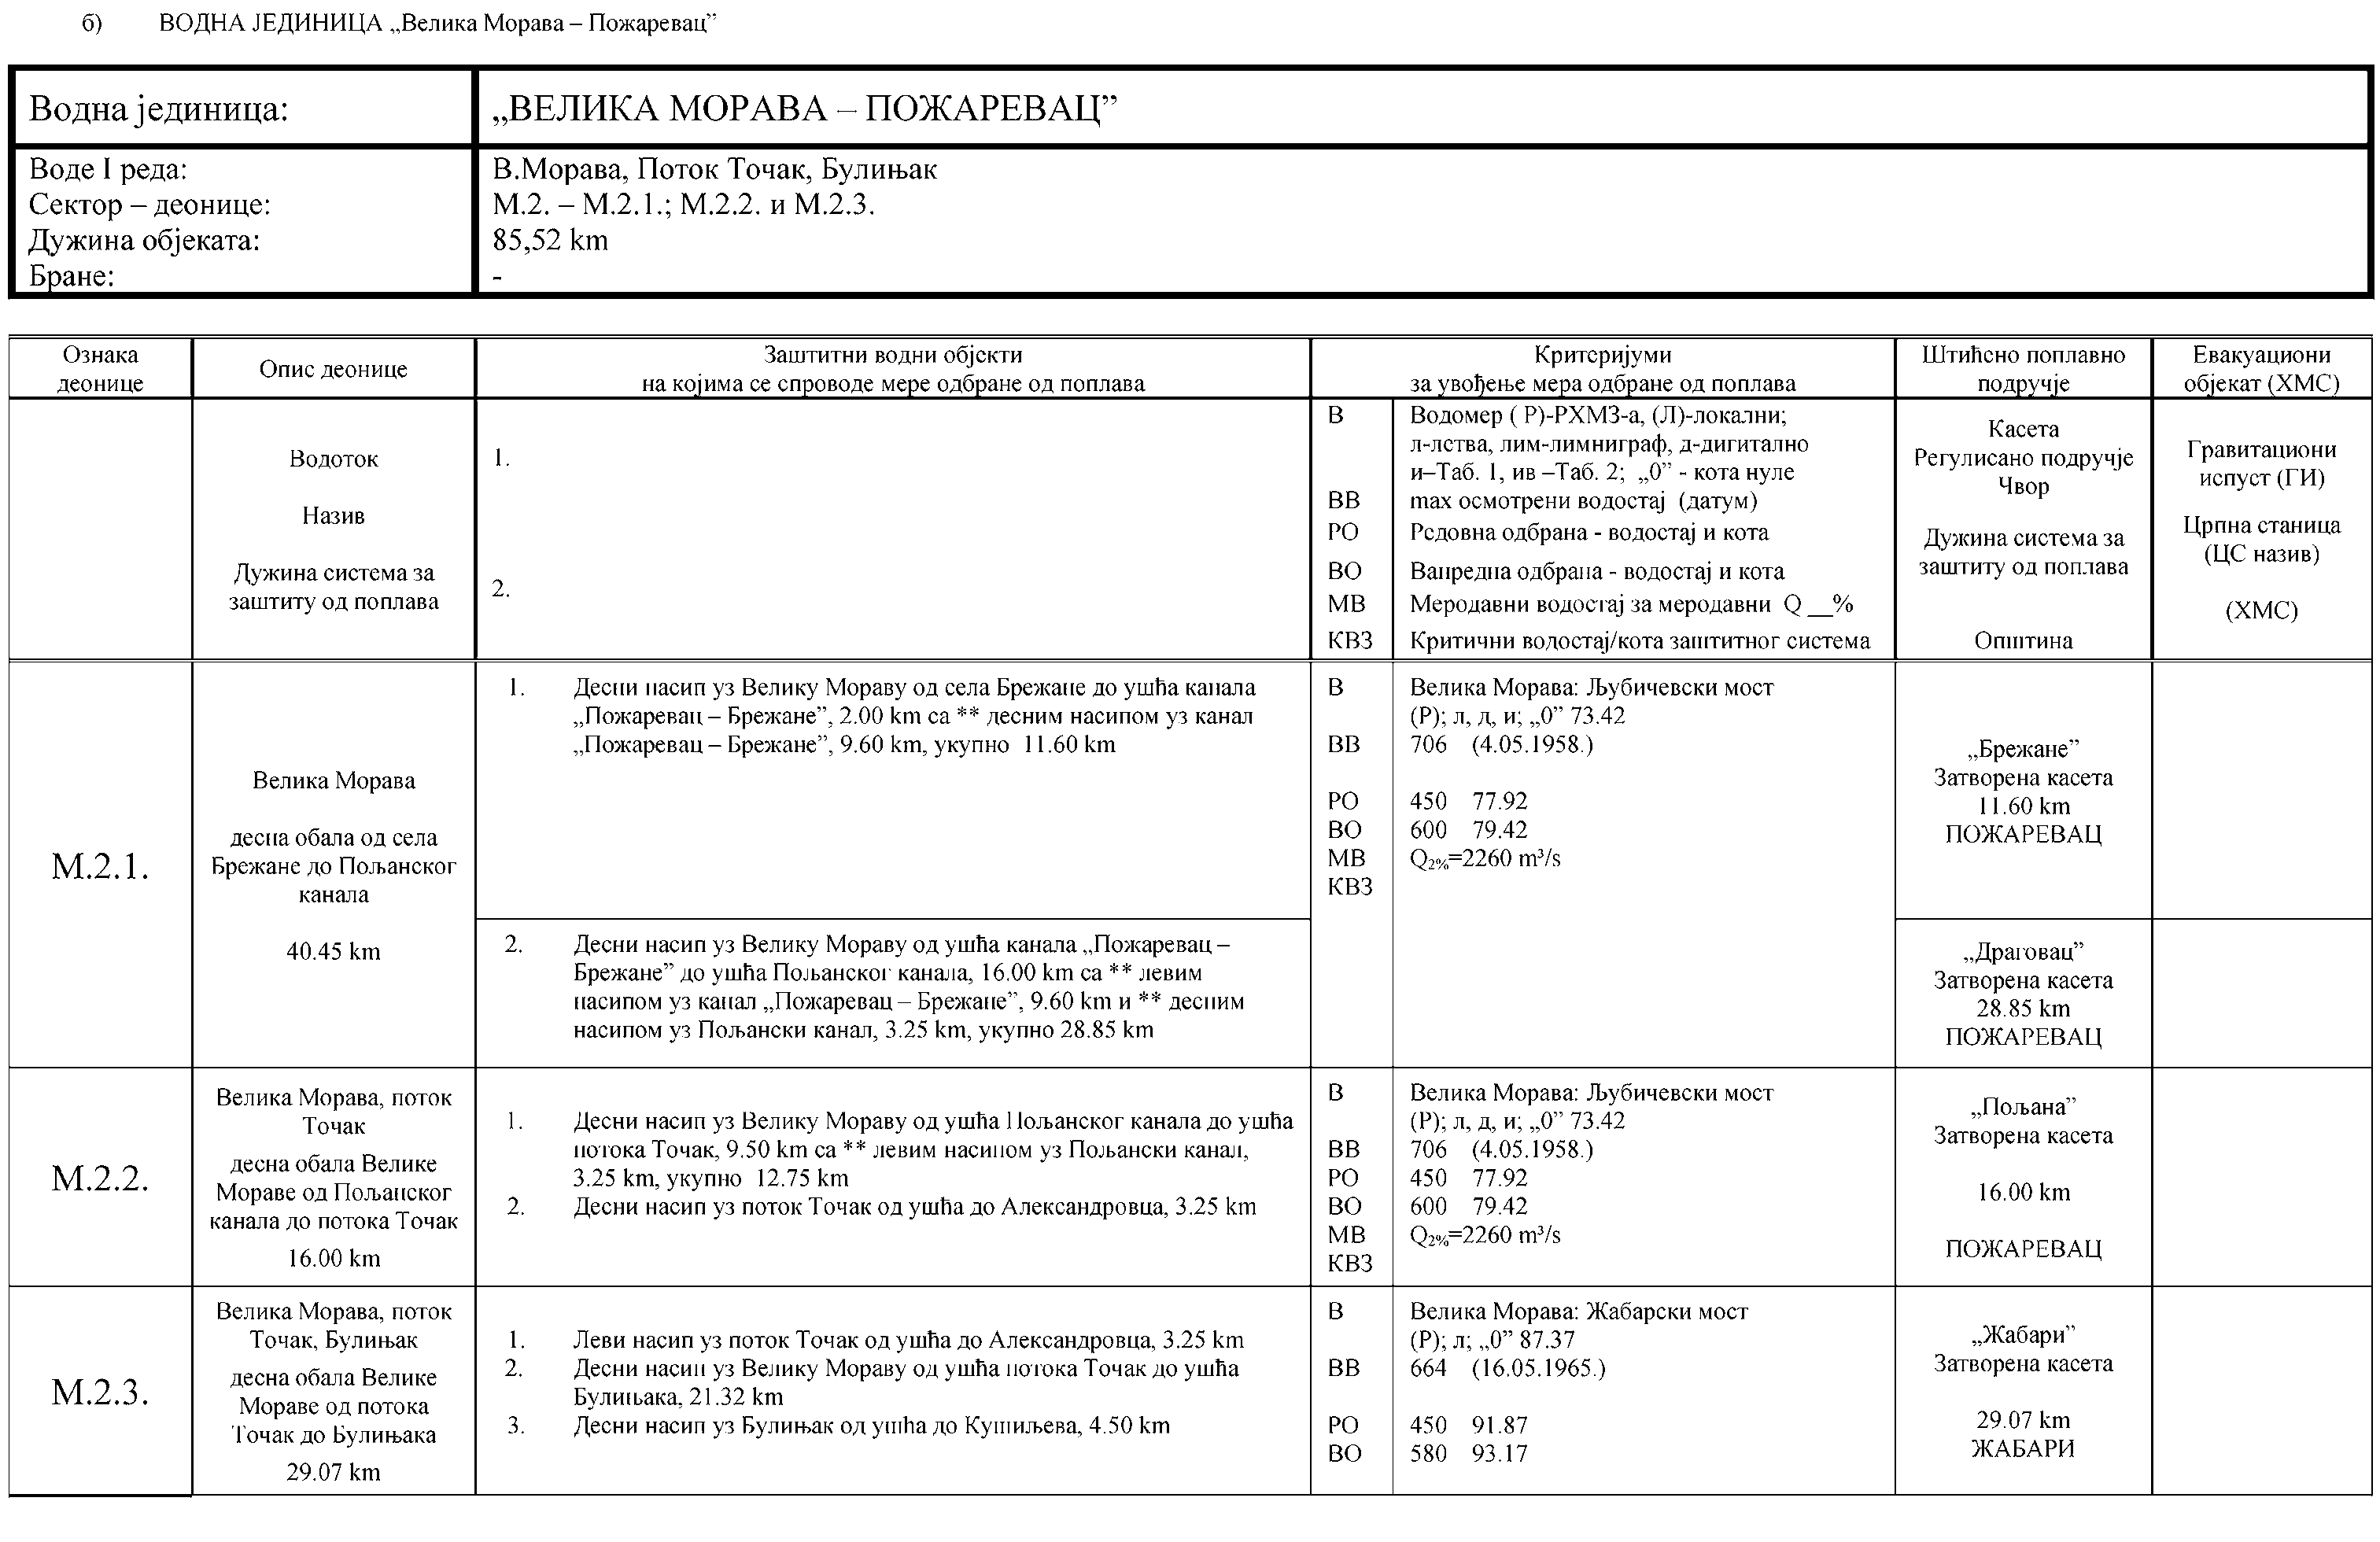 б) ВОДНА ЈЕДИНИЦА „Велика Морава – Пожаревац”
Водна јединица: „ВЕЛИКА МОРАВА – ПОЖАРЕВАЦ”
Воде I реда: В.Морава, Поток Точак, Булињак
Сектор – деонице: М.2. – М.2.1.; М.2.2. и М.2.3.
Дужина објеката: 85,52 km
Бране: -
Ознака деонице
Опис деонице
Заштитни водни објекти
на којима се спроводе мере одбране од поплава
Критеријуми
за увођење мера одбране од поплава
Штићено поплавно
подручје
Евакуациони
објекат (ХМС)
Водоток
Назив
Дужина система за
заштиту од поплава
1.
2.
В Водомер ( Р)-РХМЗ-а, (Л)-локални;
л-лства, лим-лимниграф, д-дигитално
и–Таб. 1, ив –Таб. 2; „0” - кота нуле
ВВ max осмотрени водостај (датум)
РО Редовна одбрана - водостај и кота
ВО Ванредна одбрана - водостај и кота
МВ Меродавни водостај за меродавни Q __%
КВЗ Критични водостај/кота заштитног система
Касета
Регулисано подручје
Чвор
Дужина система за
заштиту од поплава
Општина
Гравитациони
испуст (ГИ)
Црпна станица
(ЦС назив)
(ХМС)
М.2.1.
Велика Морава
десна обала од села
Брежане до Пољанског
канала
40.45 km
1. Десни насип уз Велику Мораву од села Брежане до ушћа канала
„Пожаревац – Брежане”, 2.00 km са ** десним насипом уз канал
„Пожаревац – Брежане”, 9.60 km, укупно 11.60 km
2. Десни насип уз Велику Мораву од ушћа канала „Пожаревац –
Брежане” до ушћа Пољанског канала, 16.00 km са ** левим
насипом уз канал „Пожаревац – Брежане”, 9.60 km и ** десним
насипом уз Пољански канал, 3.25 km, укупно 28.85 km
В Велика Морава: Љубичевски мост
(Р); л, д, и; „0” 73.42
ВВ 706 (4.05.1958.)
РО 450 77.92
ВО 600 79.42
МВ Q2%=2260 m³/s
КВЗ
„Брежане”
Затворена касета
11.60 km
ПОЖАРЕВАЦ
„Драговац”
Затворена касета
28.85 km
ПОЖАРЕВАЦ
М.2.2.
Велика Морава, поток
Точак
десна обала Велике
Мораве од Пољанског
канала до потока Точак
16.00 km
1. Десни насип уз Велику Мораву од ушћа Пољанског канала до ушћа
потока Точак, 9.50 km са ** левим насипом уз Пољански канал,
3.25 km, укупно 12.75 km
2. Десни насип уз поток Точак од ушћа до Александровца, 3.25 km
В Велика Морава: Љубичевски мост
(Р); л, д, и; „0” 73.42
ВВ 706 (4.05.1958.)
РО 450 77.92
ВО 600 79.42
МВ Q2%=2260 m³/s
КВЗ
„Пољана”
Затворена касета
16.00 km
ПОЖАРЕВАЦ
М.2.3.
Велика Морава, поток
Точак, Булињак
десна обала Велике
Мораве од потока
Точак до Булињака
29.07 km
1. Леви насип уз поток Точак од ушћа до Александровца, 3.25 km
2. Десни насип уз Велику Мораву од ушћа потока Точак до ушћа
Булињака, 21.32 km
3. Десни насип уз Булињак од ушћа до Кушиљева, 4.50 km
В Велика Морава: Жабарски мост
(Р); л; „0” 87.37
ВВ 664 (16.05.1965.)
РО 450 91.87
ВО 580 93.17
„Жабари”
Затворена касета
29.07 km
ЖАБАРИ